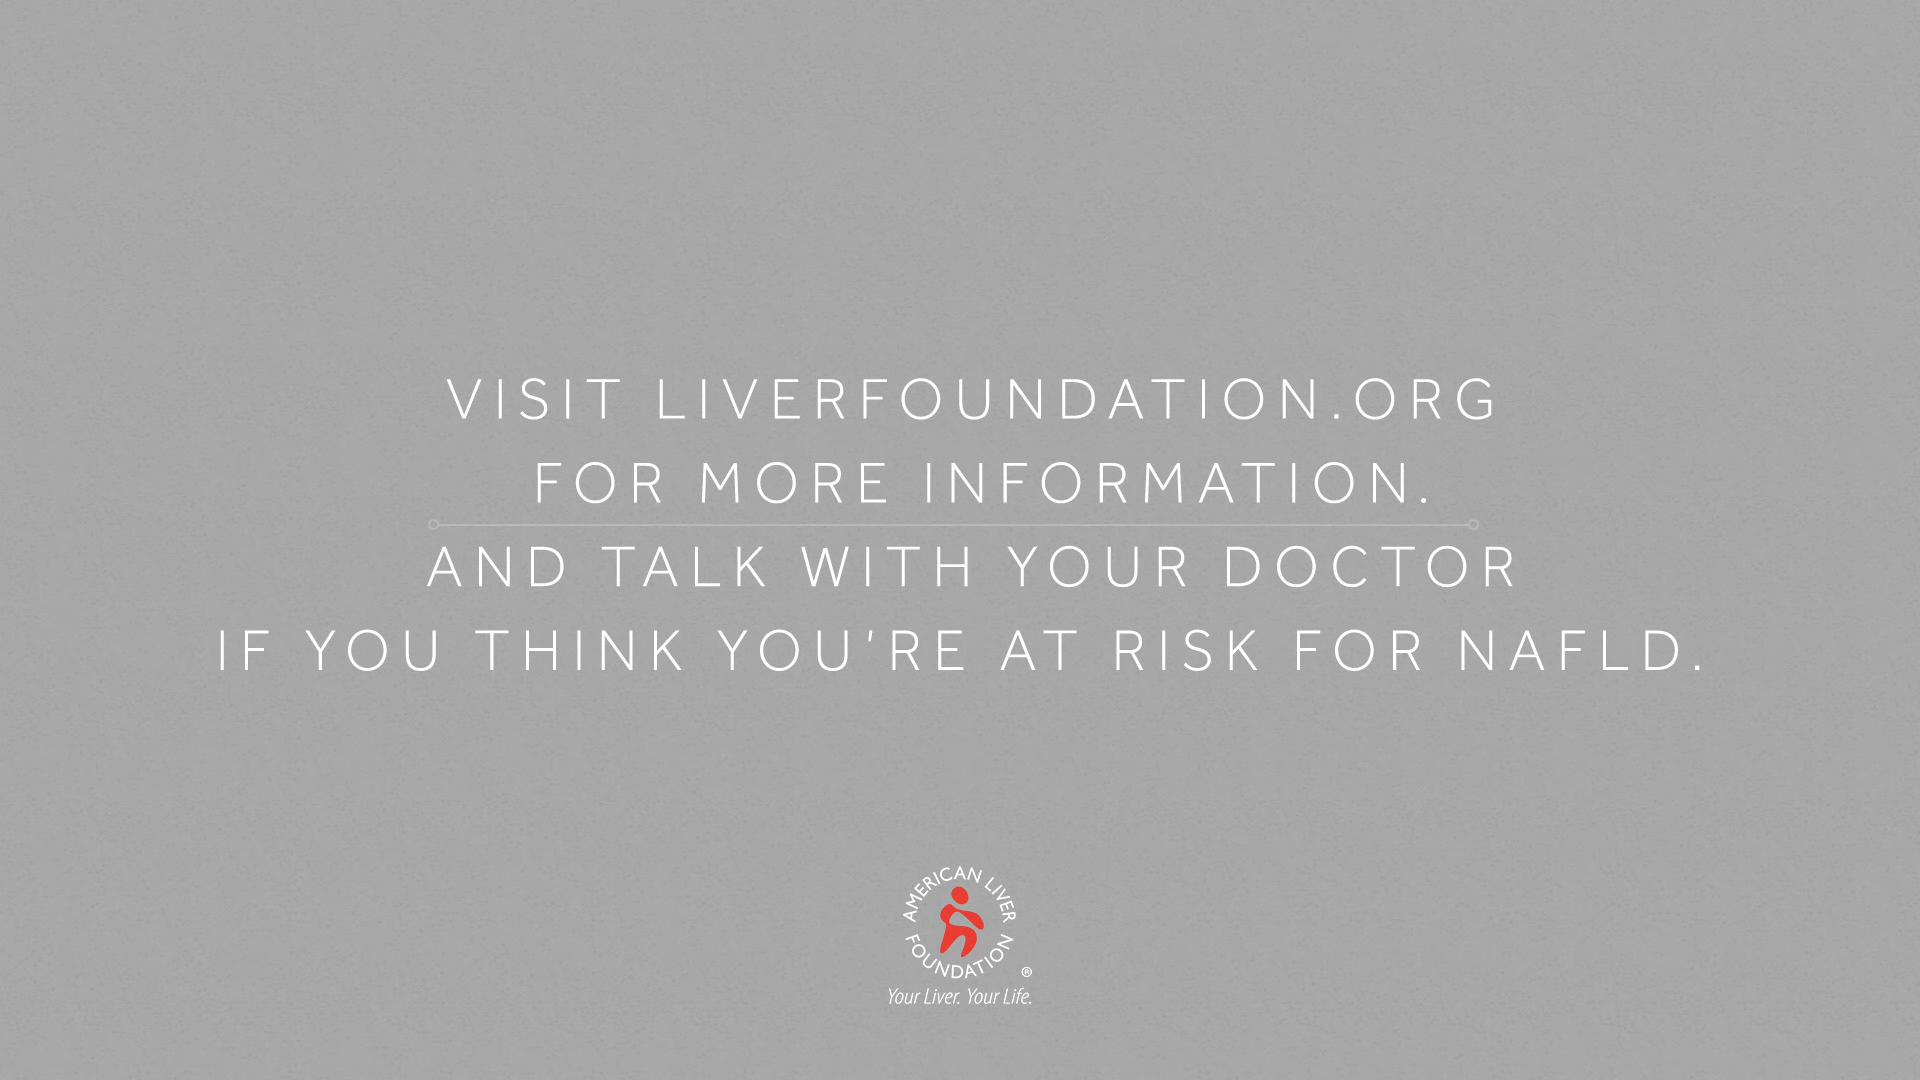 VISIT LIVERFOUNDATION.ORG
FOR MORE INFORMATION.
AND TALK WITH YOUR DOCTOR
IF YOU THINK YOU'RE AT RISK FOR NAFLD.
AMERICAN LIVER
FOUNDATION
®
Your Liver. Your Life.